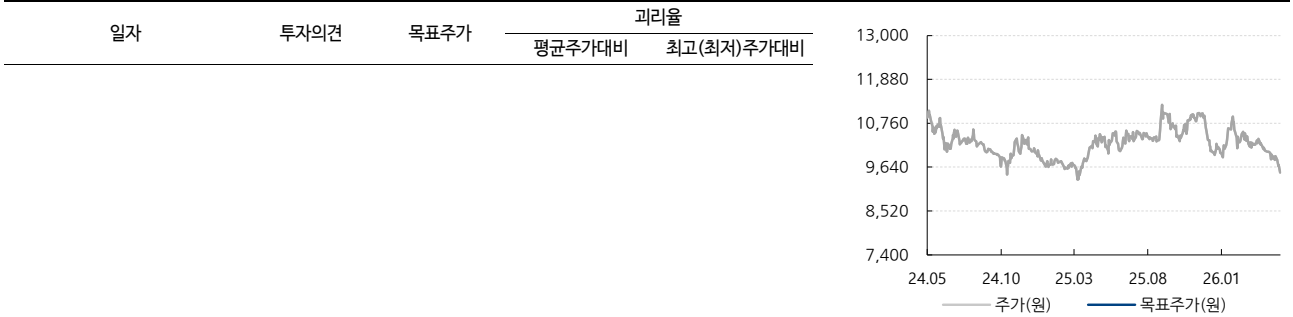 일자 투자의견 목표주가 괴리율
평균주가대비 최고(최저)주가대비
13,000
11,880
10,760
9,640
8,520
7,400
24.05 24.10 25.03 25.08 26.01
주가(원) 목표주가(원)